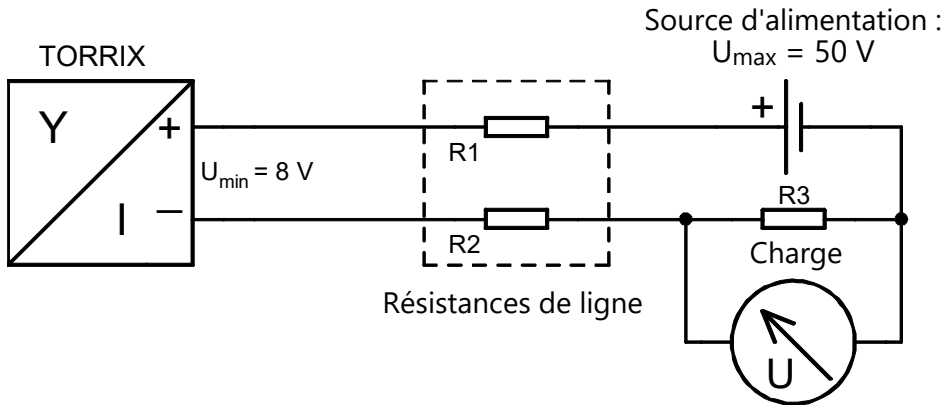 Source d'alimentation :
Umax = 50 V
TORRIX
Y
+
+
R1
Umin = 8 V
I
—
R2
R3
Charge
Résistances de ligne
U